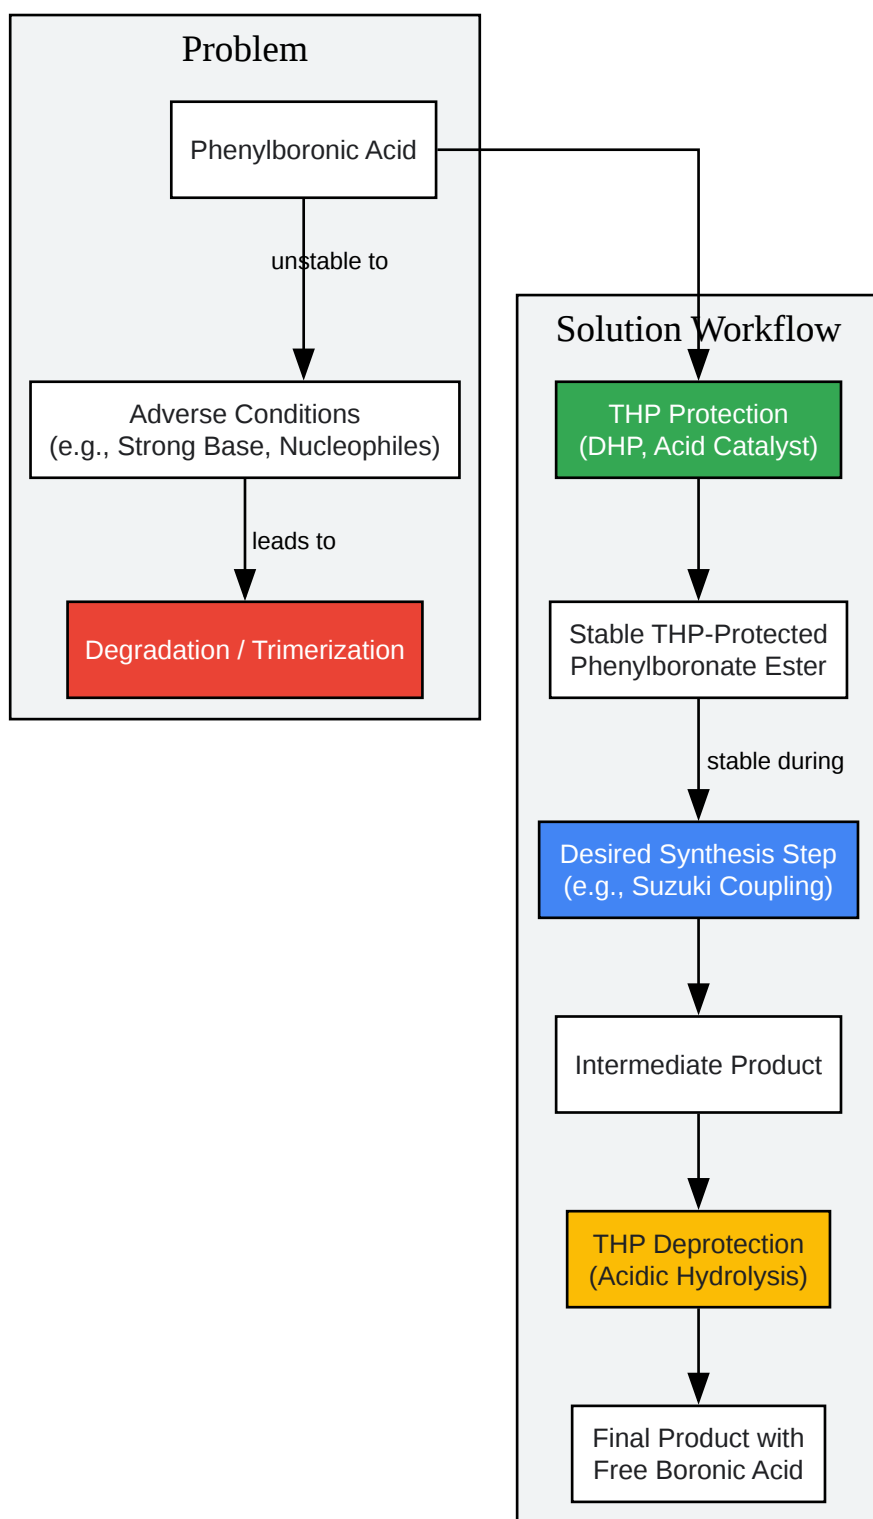 Problem
Phenylboronic Acid
unstable to
Adverse Conditions
(e.g., Strong Base, Nucleophiles)
leads to
Degradation / Trimerization
Solution Workflow
THP Protection
(DHP, Acid Catalyst)
Stable THP-Protected
Phenylboronate Ester
stable during
Desired Synthesis Step
(e.g., Suzuki Coupling)
Intermediate Product
THP Deprotection
(Acidic Hydrolysis)
Final Product with
Free Boronic Acid